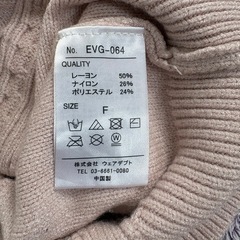 No. EVG-064
QUALITY
レーヨン 50%
ナイロン 26%
ポリエステル 24%
SIZE
F
株式会社 ウェアデプト
TEL 03-6661-0080
中国製